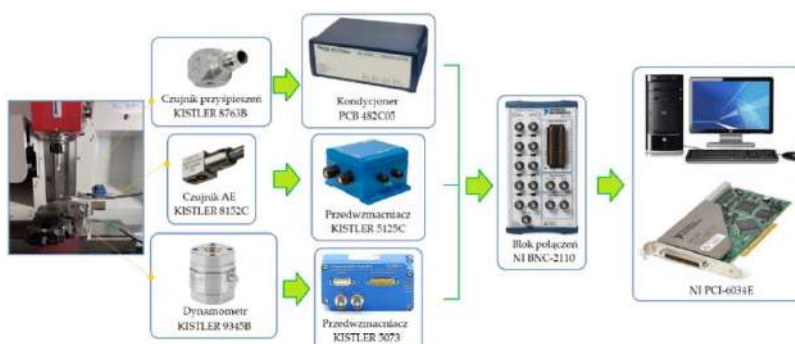 Czujnik przyśpieszeń
KISTLER 8763B
Kondycjoner
PCB 482C05
Czujnik AE
KISTLER 8152C
Przedwzmacniacz
KISTLER 5125C
Dynamometr
KISTLER 9345B
Przedwzmacniacz
KISTLER 5073
Blok połączeń
NI BNC-2110
NI PCI-6034E